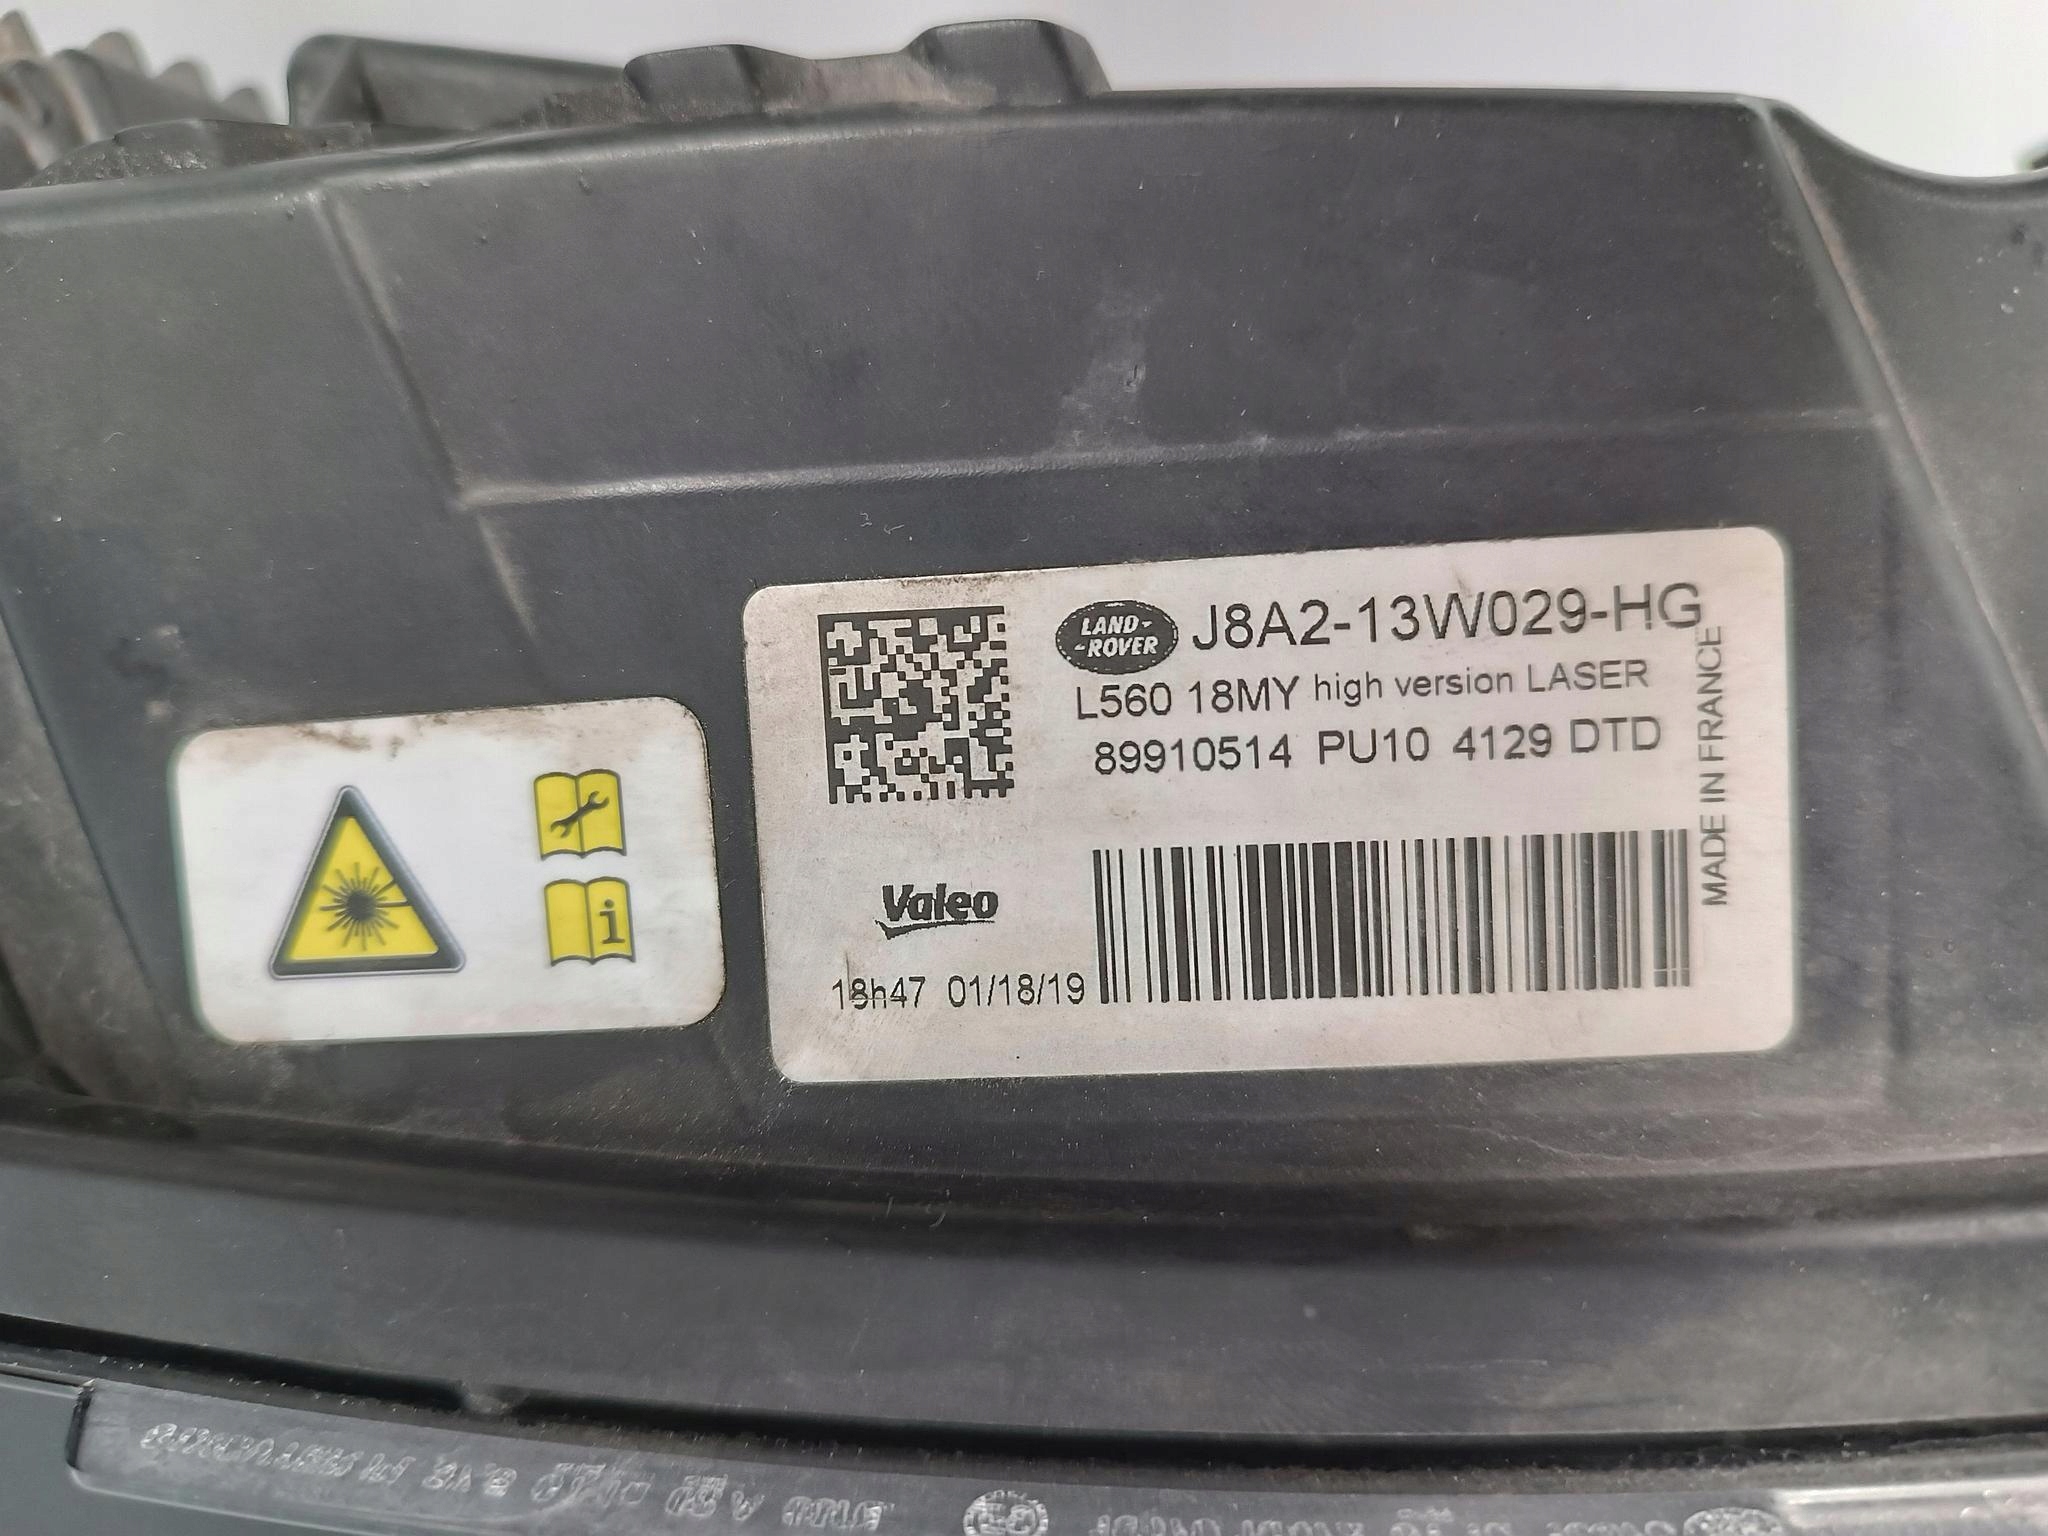 LAND-
-ROVER
J8A2-13W029-HG
L560 18MY high version LASER
89910514 PU10 4129 DTD
MADE IN FRANCE
Valeo
18h47 01/18/19
i